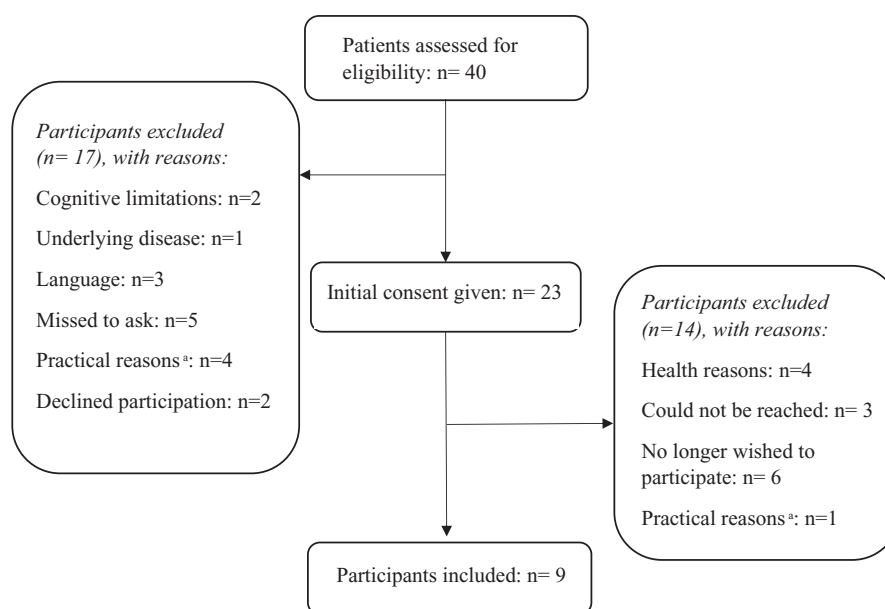 Patients assessed for
eligibility: n= 40
Participants excluded
(n= 17), with reasons:
Cognitive limitations: n=2
Underlying disease: n=1
Language: n=3
Missed to ask: n=5
Practical reasons ᵃ: n=4
Declined participation: n=2
Initial consent given: n= 23
Participants excluded
(n=14), with reasons:
Health reasons: n=4
Could not be reached: n= 3
No longer wished to
participate: n= 6
Practical reasons ᵃ: n=1
Participants included: n= 9